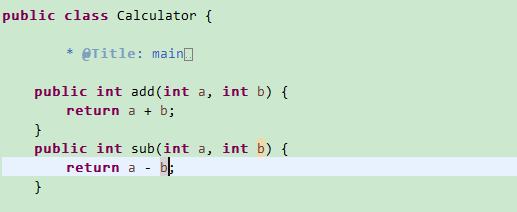 public class Calculator {
* @Title: main
public int add(int a, int b) {
return a + b;
}
public int sub(int a, int b) {
return a - b;
}